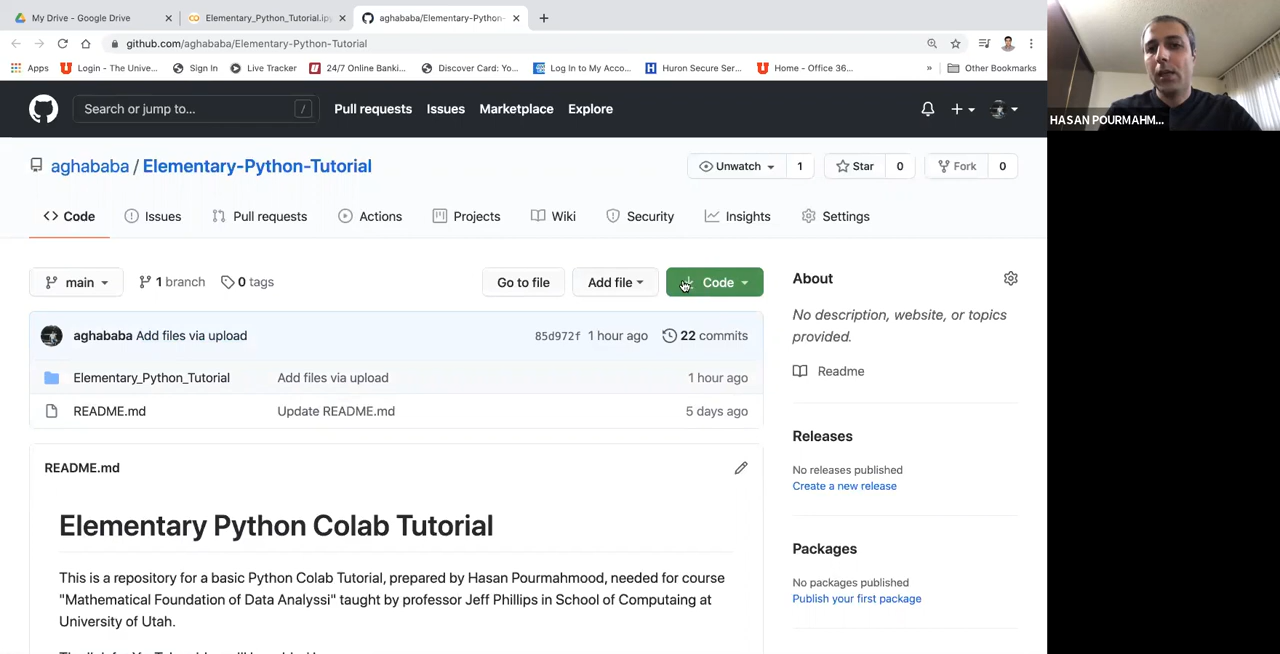 My Drive - Google Drive
Elementary_Python_Tutorial.ip
aghababa/Elementary-Python-
github.com/aghababa/Elementary-Python-Tutorial
Apps
Login - The Unive...
Sign In
Live Tracker
24/7 Online Banki...
Discover Card: Yo...
Log In to My Acco...
Huron Secure Ser...
Home - Office 36...
»
Other Bookmarks
Search or jump to...
/
Pull requests
Issues
Marketplace
Explore
HASAN POURMAHM...
aghababa / Elementary-Python-Tutorial
Unwatch 1
Star 0
Fork 0
<> Code
Issues
Pull requests
Actions
Projects
Wiki
Security
Insights
Settings
main
1 branch
0 tags
Go to file
Add file
Code
About
No description, website, or topics
provided.
Readme
aghababa Add files via upload
85d972f 1 hour ago
22 commits
Elementary_Python_Tutorial
Add files via upload
1 hour ago
README.md
Update README.md
5 days ago
Releases
No releases published
Create a new release
README.md
Elementary Python Colab Tutorial
This is a repository for a basic Python Colab Tutorial, prepared by Hasan Pourmahmood, needed for course
"Mathematical Foundation of Data Analyssi" taught by professor Jeff Phillips in School of Computaing at
University of Utah.
Packages
No packages published
Publish your first package